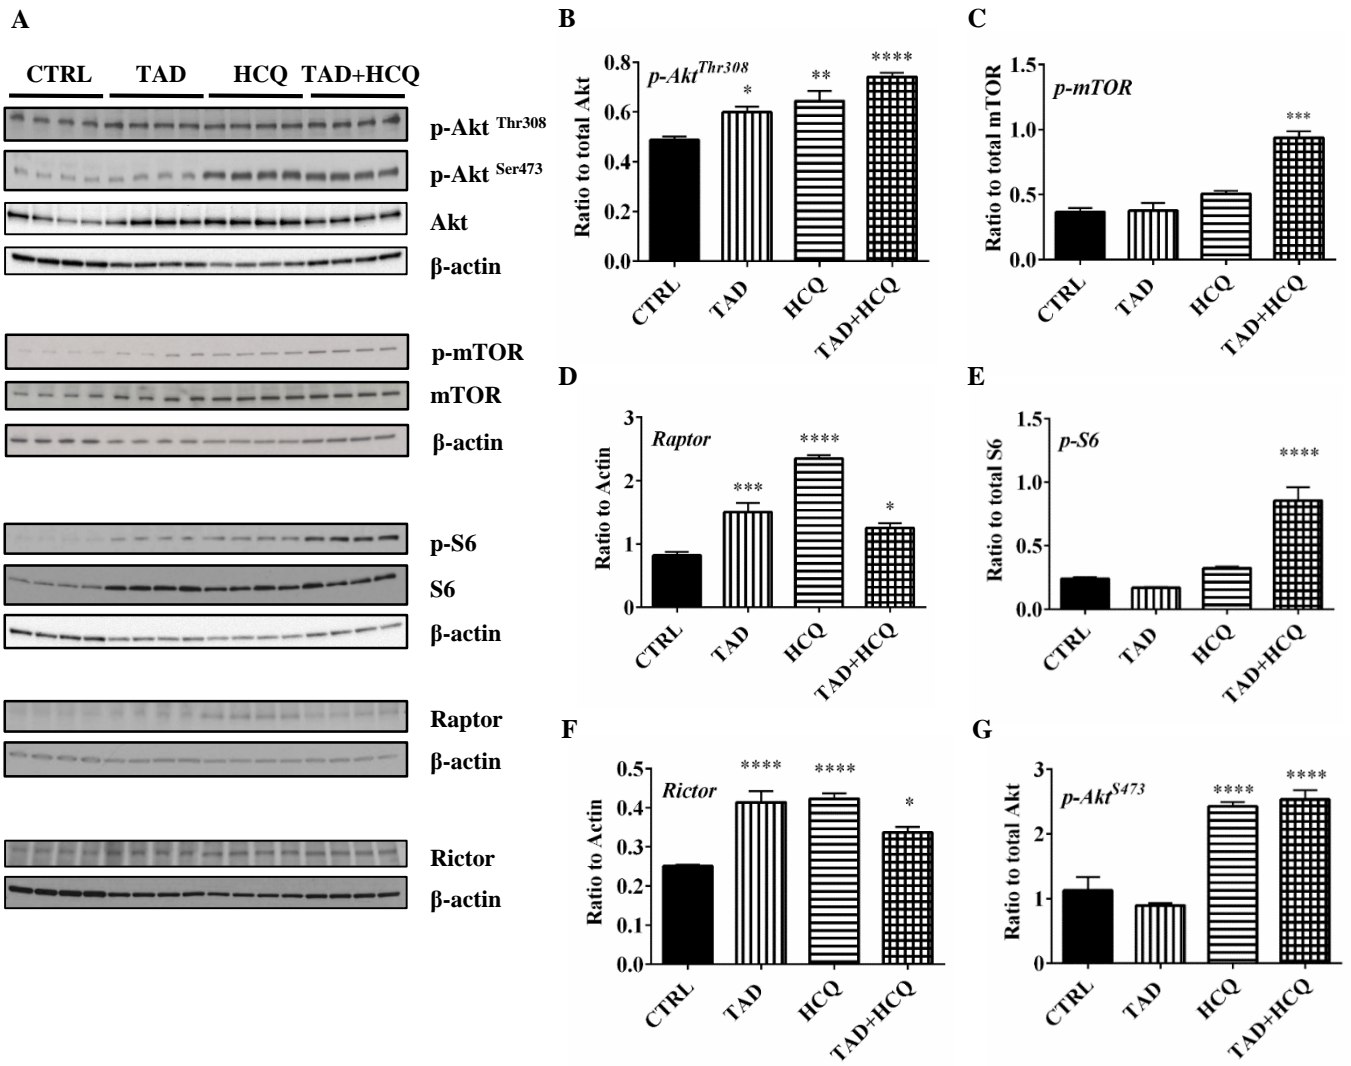 A
CTRL TAD HCQ TAD+HCQ
p-Akt Thr308
p-Akt Ser473
Akt
β-actin
p-mTOR
mTOR
β-actin
p-S6
S6
β-actin
Raptor
β-actin
Rictor
β-actin
B
p-Akt Thr308
Ratio to total Akt
0.8
0.6
0.4
0.2
0.0
*
**
****
CTRL
TAD
HCQ
TAD+HCQ
C
p-mTOR
Ratio to total mTOR
1.5
1.0
0.5
0.0
***
CTRL
TAD
HCQ
TAD+HCQ
D
Raptor
Ratio to Actin
3
2
1
0
***
****
*
CTRL
TAD
HCQ
TAD+HCQ
E
p-S6
Ratio to total S6
1.5
1.0
0.5
0.0
****
CTRL
TAD
HCQ
TAD+HCQ
F
Rictor
Ratio to Actin
0.5
0.4
0.3
0.2
0.1
0.0
****
****
*
CTRL
TAD
HCQ
TAD+HCQ
G
p-Akt S473
Ratio to total Akt
3
2
1
0
****
****
CTRL
TAD
HCQ
TAD+HCQ